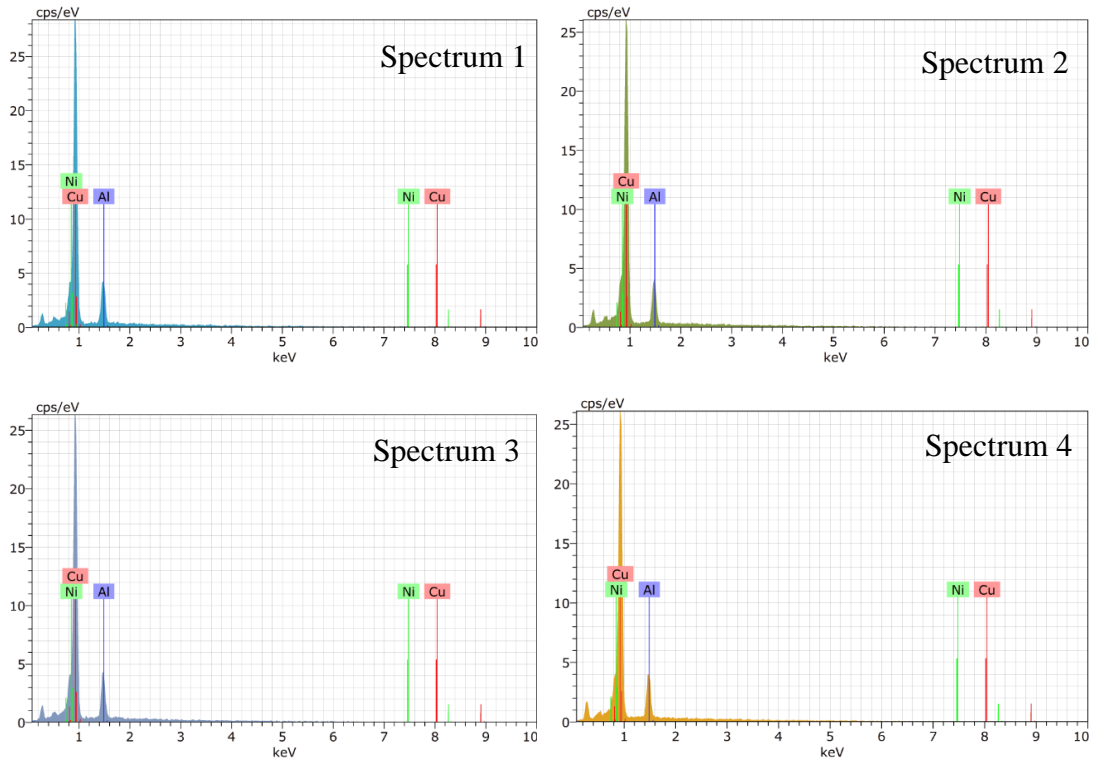 cps/eV
Spectrum 1
25
20
15
10
5
0
Ni
Cu Al Ni Cu
1 2 3 4 5 6 7 8 9 10
keV
cps/eV
Spectrum 2
25
20
15
10
5
0
Cu
Ni Al Ni Cu
1 2 3 4 5 6 7 8 9 10
keV
cps/eV
Spectrum 3
25
20
15
10
5
0
Cu
Ni Al Ni Cu
1 2 3 4 5 6 7 8 9 10
keV
cps/eV
Spectrum 4
25
20
15
10
5
0
Cu
Ni Al Ni Cu
1 2 3 4 5 6 7 8 9 10
keV